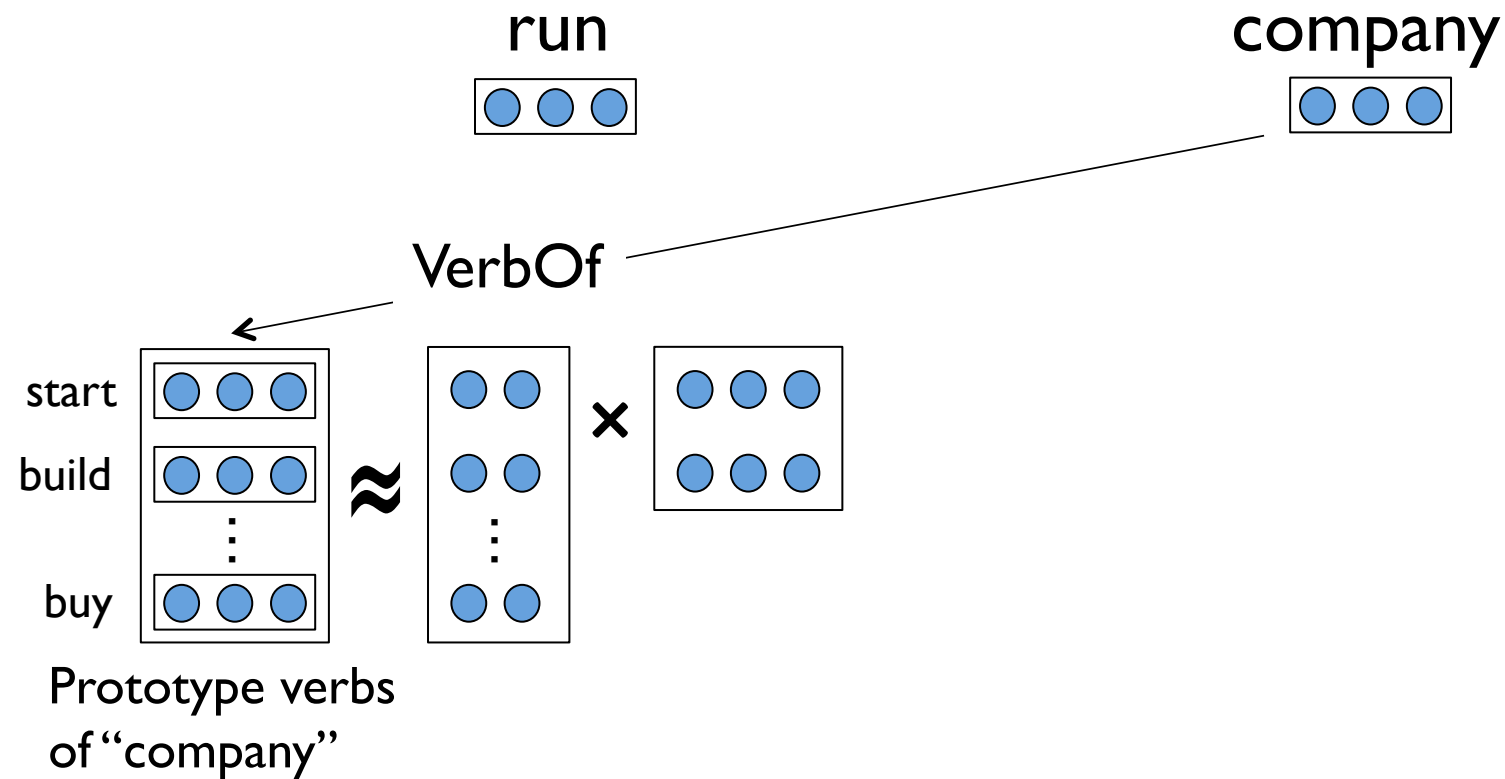 run
company
VerbOf
start
build
buy
≈
×
Prototype verbs
of “company”